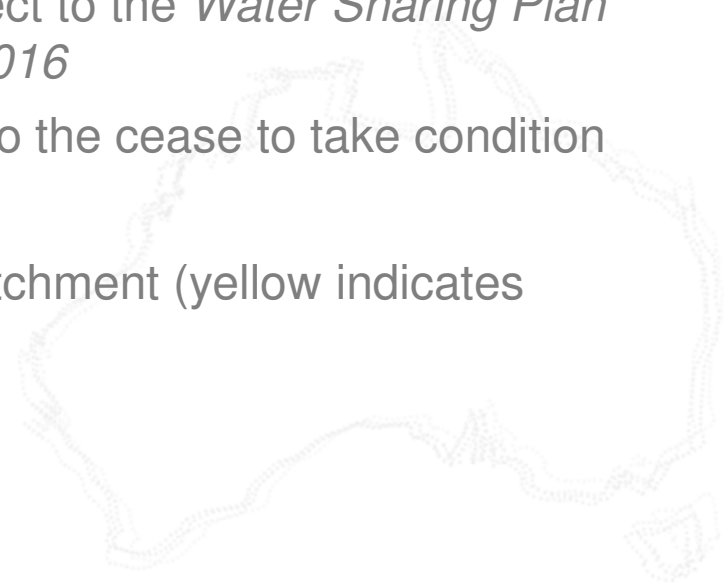 ect to the Water Sharing Plan
016
o the cease to take condition
tchment (yellow indicates